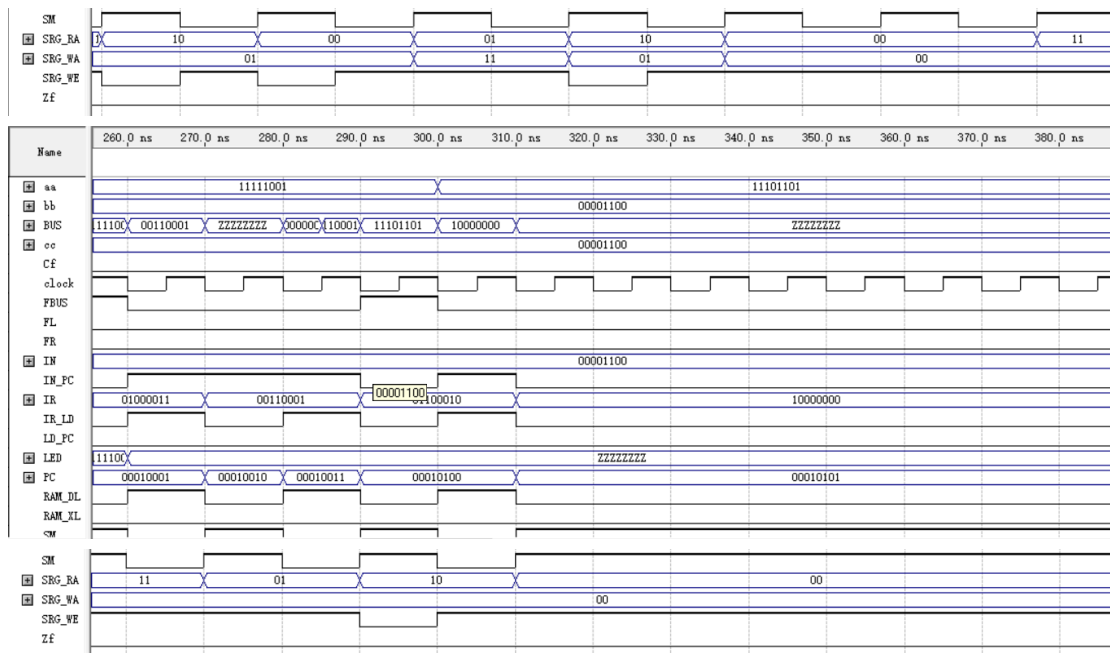 SM
SRG_RA 10 00 01 10 00 11
SRG_WA 01 11 01 00
SRG_WE
Zf
Name 260.0 ns 270.0 ns 280.0 ns 290.0 ns 300.0 ns 310.0 ns 320.0 ns 330.0 ns 340.0 ns 350.0 ns 360.0 ns 370.0 ns 380.0 ns
aa 11111001 11101101
bb 00001100
BUS 00110001 ZZZZZZZZ 11101101 10000000 ZZZZZZZZ
cc 00001100
Cf
clock
FBUS
FL
FR
IN 00001100
IN_PC
00001100
IR 01000011 00110001 10000000
IR_LD
LD_PC
LED ZZZZZZZZ
PC 00010001 00010010 00010011 00010100 00010101
RAM_DL
RAM_XL
SM
SM
SRG_RA 11 01 10 00
SRG_WA 00
SRG_WE
Zf